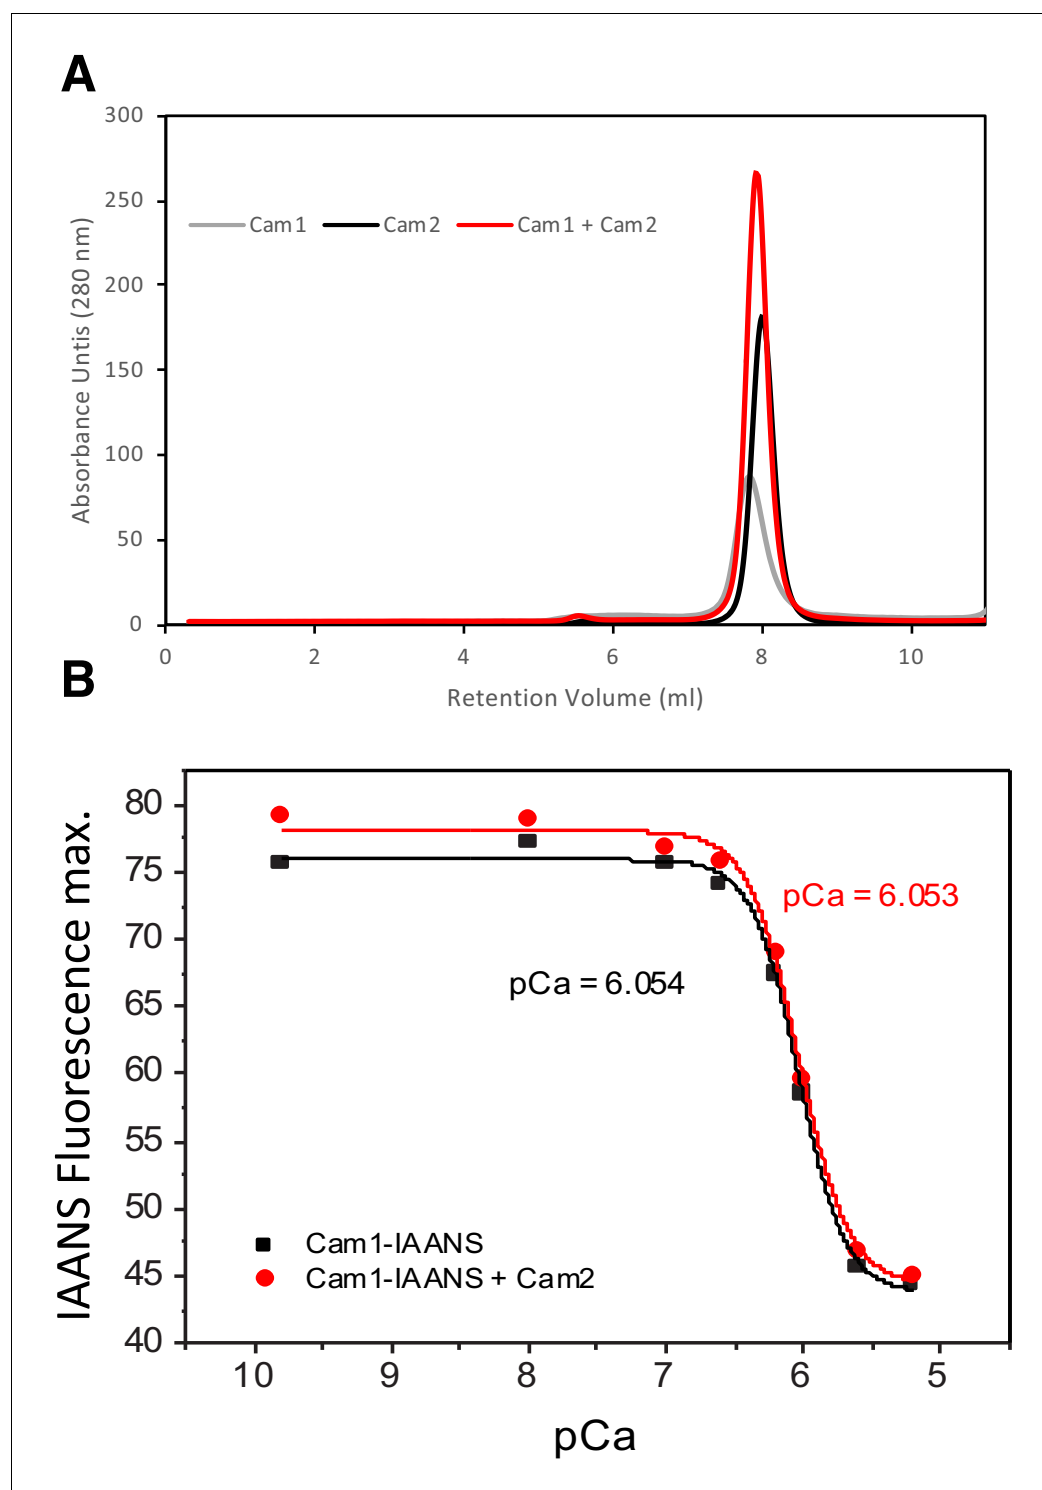 A
300
250
200
150
100
50
0
Absorbance Untis (280 nm)
Cam1 Cam2 Cam1 + Cam2
0 2 4 6 8 10
Retention Volume (ml)
B
80
75
70
65
60
55
50
45
40
IAANS Fluorescence max.
pCa = 6.053
pCa = 6.054
Cam1-IAANS
Cam1-IAANS + Cam2
10 9 8 7 6 5
pCa